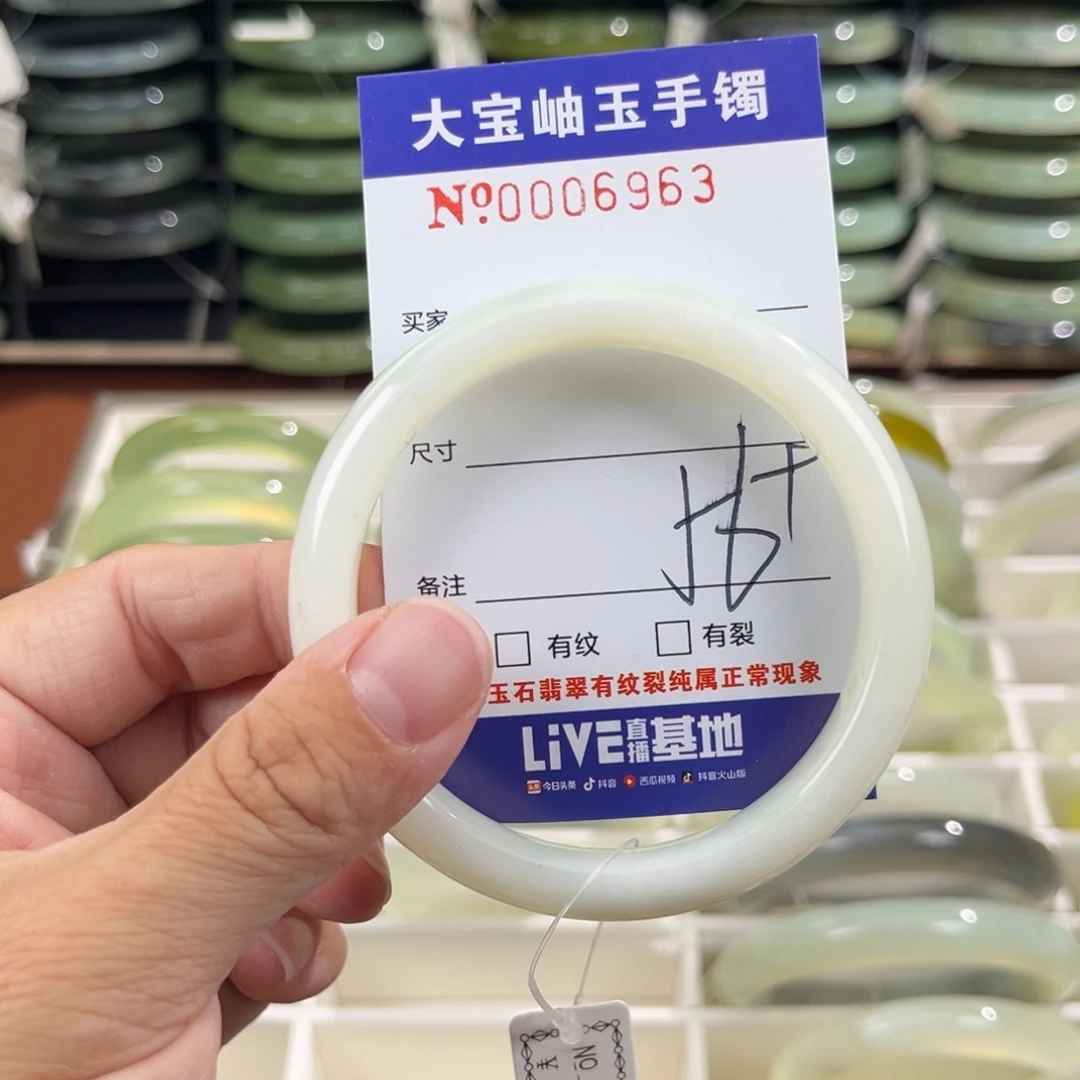 大宝岫玉手镯
Nº0006963
买家
尺寸
备注
有纹 有裂
玉石翡翠有纹裂纯属正常现象
LiVE直播基地
今日头条 抖音 西瓜视频 抖音火山版
NO